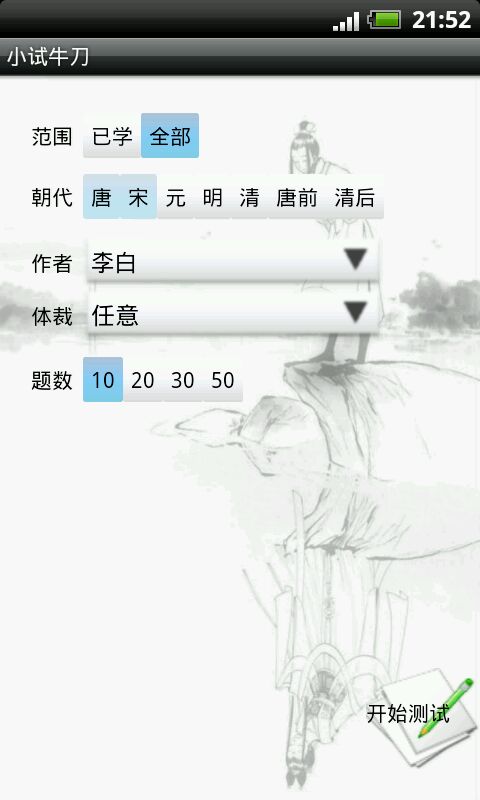 21:52
小试牛刀
范围 已学 全部
朝代 唐 宋 元 明 清 唐前 清后
作者 李白
体裁 任意
题数 10 20 30 50
开始测试